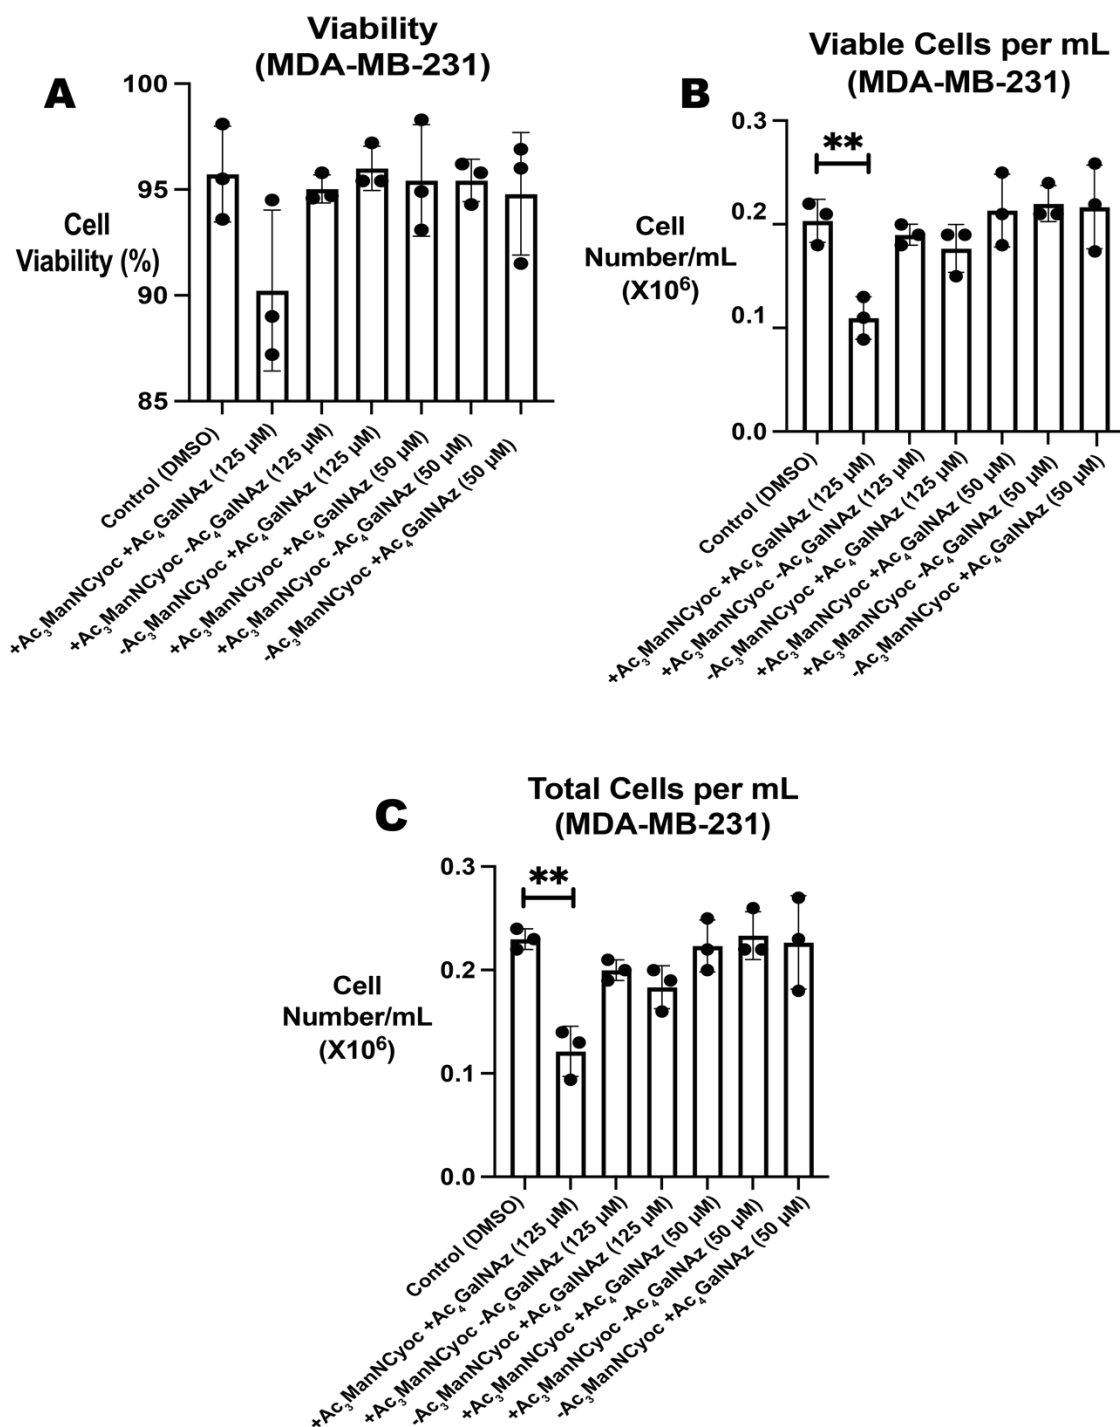 A
Viability
(MDA-MB-231)
Cell
Viability (%)
100
95
90
85
Control (DMSO)
+Ac₃ManNCyoc +Ac₄GalNAz (125 µM)
+Ac₃ManNCyoc -Ac₄GalNAz (125 µM)
-Ac₃ManNCyoc +Ac₄GalNAz (125 µM)
+Ac₃ManNCyoc +Ac₄GalNAz (50 µM)
+Ac₃ManNCyoc -Ac₄GalNAz (50 µM)
-Ac₃ManNCyoc +Ac₄GalNAz (50 µM)
B
Viable Cells per mL
(MDA-MB-231)
Cell
Number/mL
(X10⁶)
0.3
0.2
0.1
0.0
**
Control (DMSO)
+Ac₃ManNCyoc +Ac₄GalNAz (125 µM)
+Ac₃ManNCyoc -Ac₄GalNAz (125 µM)
-Ac₃ManNCyoc +Ac₄GalNAz (125 µM)
+Ac₃ManNCyoc +Ac₄GalNAz (50 µM)
+Ac₃ManNCyoc -Ac₄GalNAz (50 µM)
-Ac₃ManNCyoc +Ac₄GalNAz (50 µM)
C
Total Cells per mL
(MDA-MB-231)
Cell
Number/mL
(X10⁶)
0.3
0.2
0.1
0.0
**
Control (DMSO)
+Ac₃ManNCyoc +Ac₄GalNAz (125 µM)
+Ac₃ManNCyoc -Ac₄GalNAz (125 µM)
-Ac₃ManNCyoc +Ac₄GalNAz (125 µM)
+Ac₃ManNCyoc +Ac₄GalNAz (50 µM)
+Ac₃ManNCyoc -Ac₄GalNAz (50 µM)
-Ac₃ManNCyoc +Ac₄GalNAz (50 µM)